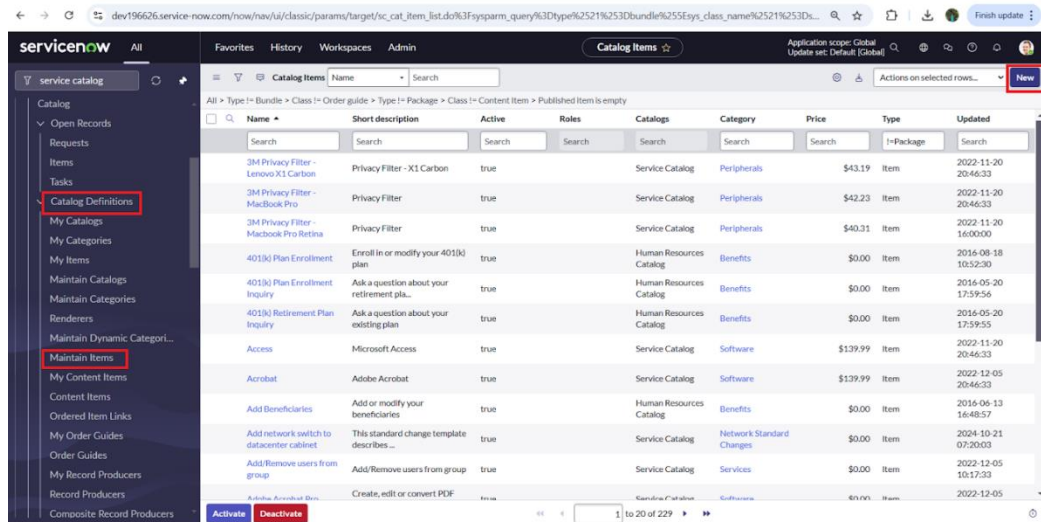 dev196626.service-now.com/now/nav/ui/classic/params/target/sc_cat_item_list.do%3Fsysparm_query%3Dtype%2521%253Dbundle%255Esys_class_name%2521%253Ds...
Finish update
servicenow All Favorites History Workspaces Admin Catalog Items Application scope: Global
Update set: Default [Global]
service catalog Catalog Items Name Search Actions on selected rows... New
All > Type != Bundle > Class != Order guide > Type != Package > Class != Content Item > Published item is empty
Catalog
Open Records
Requests
Items
Tasks
Catalog Definitions
My Catalogs
My Categories
My Items
Maintain Catalogs
Maintain Categories
Renderers
Maintain Dynamic Categori...
Maintain Items
My Content Items
Content Items
Ordered Item Links
My Order Guides
Order Guides
My Record Producers
Record Producers
Composite Record Producers
Name Short description Active Roles Catalogs Category Price Type Updated
Search Search Search Search Search Search Search !=Package Search
3M Privacy Filter - Privacy Filter - X1 Carbon true Service Catalog Peripherals $43.19 Item 2022-11-20
Lenovo X1 Carbon 20:46:33
3M Privacy Filter - Privacy Filter true Service Catalog Peripherals $42.23 Item 2022-11-20
MacBook Pro 20:46:33
3M Privacy Filter - Privacy Filter true Service Catalog Peripherals $40.31 Item 2022-11-20
Macbook Pro Retina 16:00:00
401(k) Plan Enrollment Enroll in or modify your 401(k) true Human Resources Benefits $0.00 Item 2016-08-18
plan Catalog 10:52:30
401(k) Plan Enrollment Ask a question about your true Human Resources Benefits $0.00 Item 2016-05-20
Inquiry retirement pla... Catalog 17:59:56
401(k) Retirement Plan Ask a question about your true Human Resources Benefits $0.00 Item 2016-05-20
Inquiry existing plan Catalog 17:59:55
Access Microsoft Access true Service Catalog Software $139.99 Item 2022-11-20
20:46:33
Acrobat Adobe Acrobat true Service Catalog Software $139.99 Item 2022-12-05
20:46:33
Add Beneficiaries Add or modify your true Human Resources Benefits $0.00 Item 2016-06-13
beneficiaries Catalog 16:48:57
Add network switch to This standard change template true Service Catalog Network Standard $0.00 Item 2024-10-21
datacenter cabinet describes ... Changes 07:20:03
Add/Remove users from Add/Remove users from group true Service Catalog Services $0.00 Item 2022-12-05
group 10:17:33
Adobe Acrobat Pro Create, edit or convert PDF true Service Catalog Software $0.00 Item 2022-12-05
Activate Deactivate 1 to 20 of 229